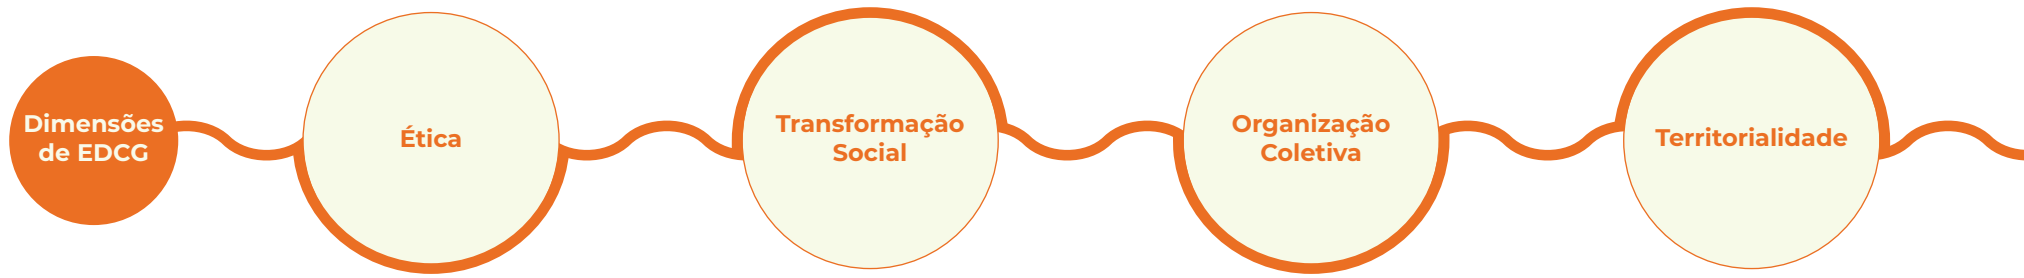 Dimensões
de EDCG
Ética
Transformação
Social
Organização
Coletiva
Territorialidade